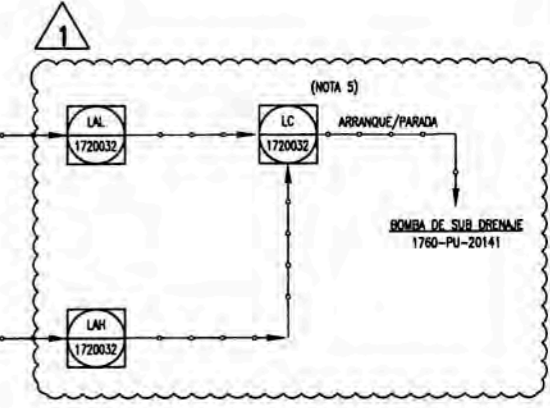 1
(NOTA 5)
LAL
1720032
LC
1720032
ARRANQUE/PARADA
BOMBA DE SUB DRENAJE
1760-PU-20141
LAH
1720032